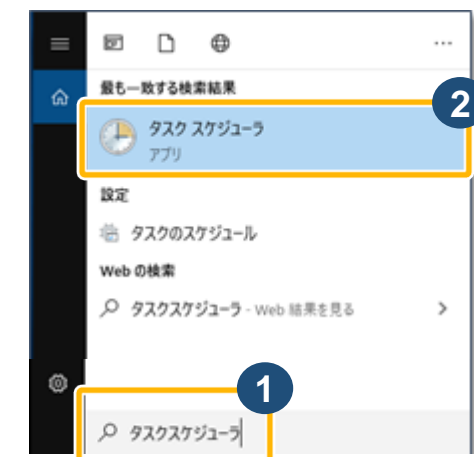 最も一致する検索結果
2
タスク スケジューラ
アプリ
設定
タスクのスケジュール
Web の検索
タスクスケジューラ - Web 結果を見る
1
タスクスケジューラ